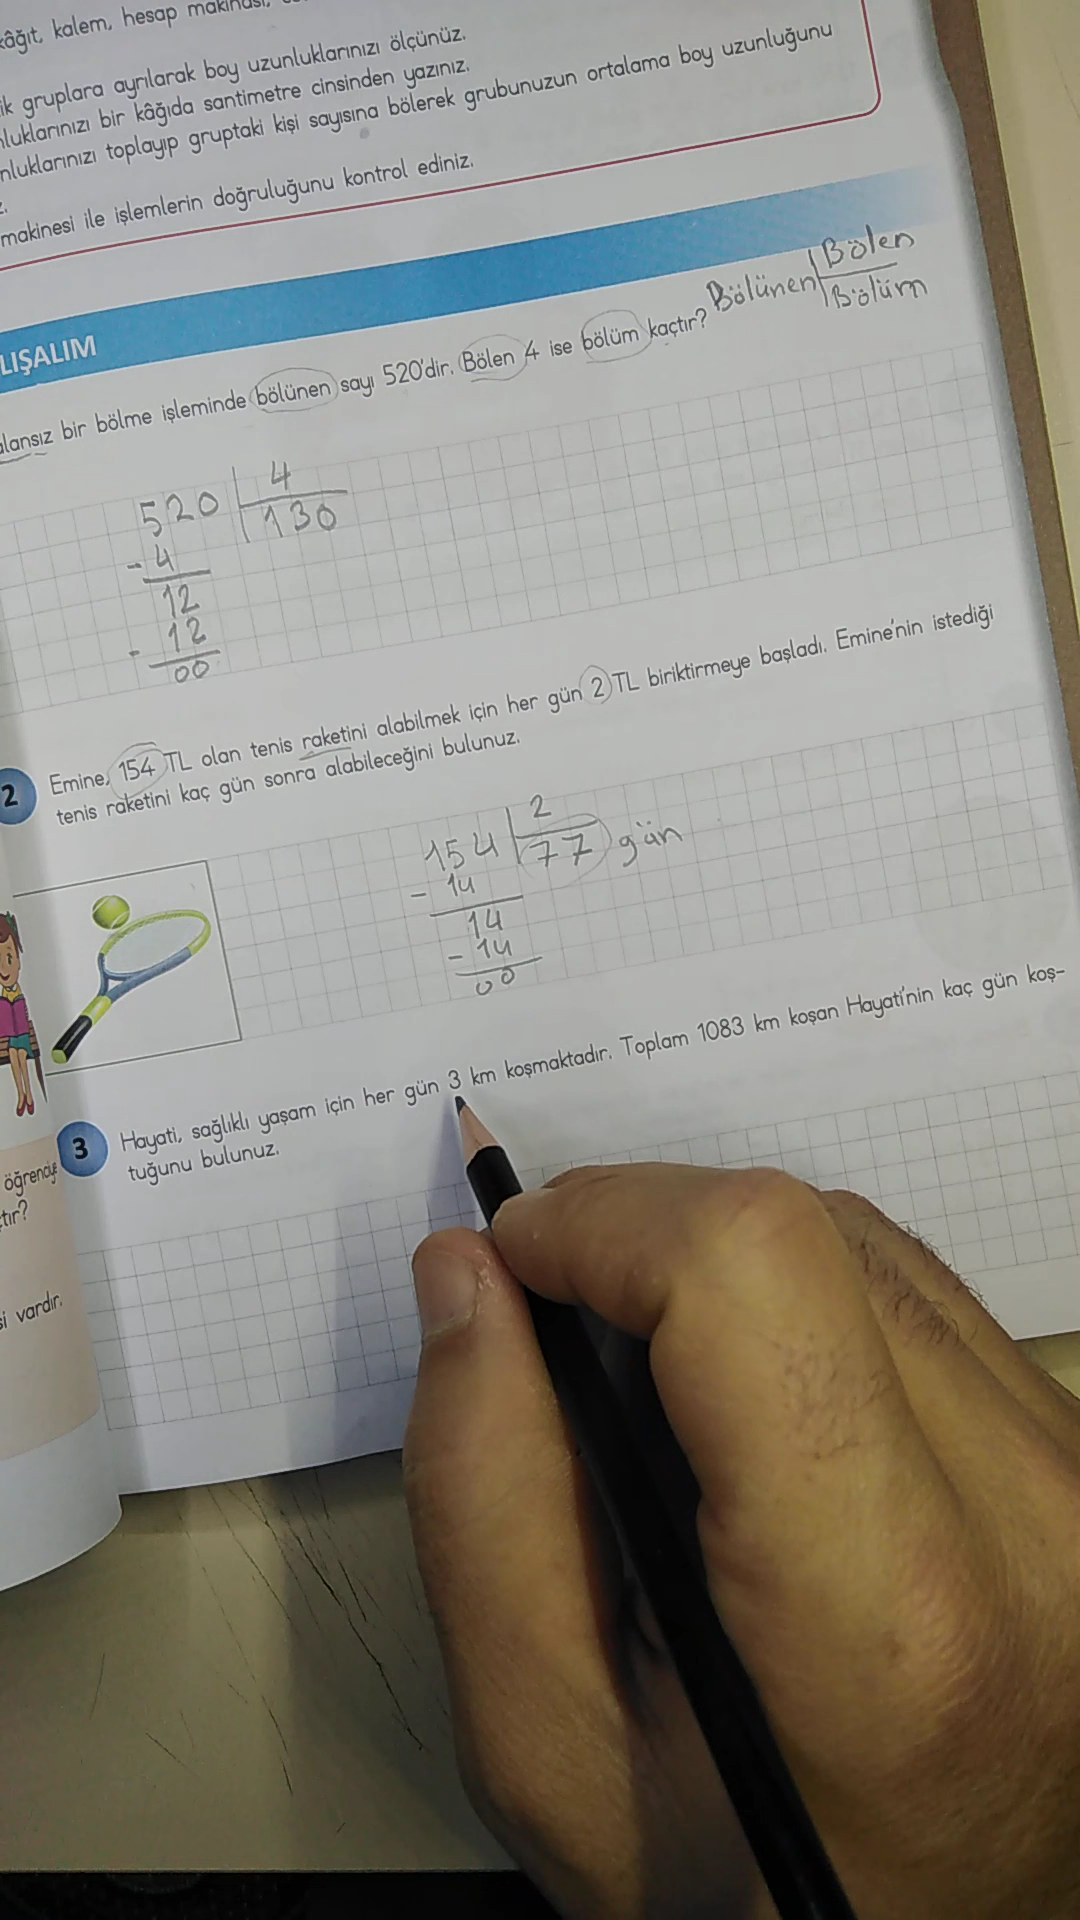 kâğıt, kalem, hesap makinası,
ik gruplara ayrılarak boy uzunluklarınızı ölçünüz.
nluklarınızı bir kâğıda santimetre cinsinden yazınız.
nluklarınızı toplayıp gruptaki kişi sayısına bölerek grubunuzun ortalama boy uzunluğunu
z.
makinesi ile işlemlerin doğruluğunu kontrol ediniz.
LIŞALIM
Bölünen Bölen
Bölüm
alansız bir bölme işleminde bölünen sayı 520'dir. Bölen 4 ise bölüm kaçtır?
520 4
130
- 4
12
- 12
00
2 Emine, 154 TL olan tenis raketini alabilmek için her gün 2 TL biriktirmeye başladı. Emine'nin istediği
tenis raketini kaç gün sonra alabileceğini bulunuz.
154 2
77 gün
- 14
14
- 14
00
3 Hayati, sağlıklı yaşam için her gün 3 km koşmaktadır. Toplam 1083 km koşan Hayati'nin kaç gün koş-
tuğunu bulunuz.
öğrenciye
tır?
si vardır.